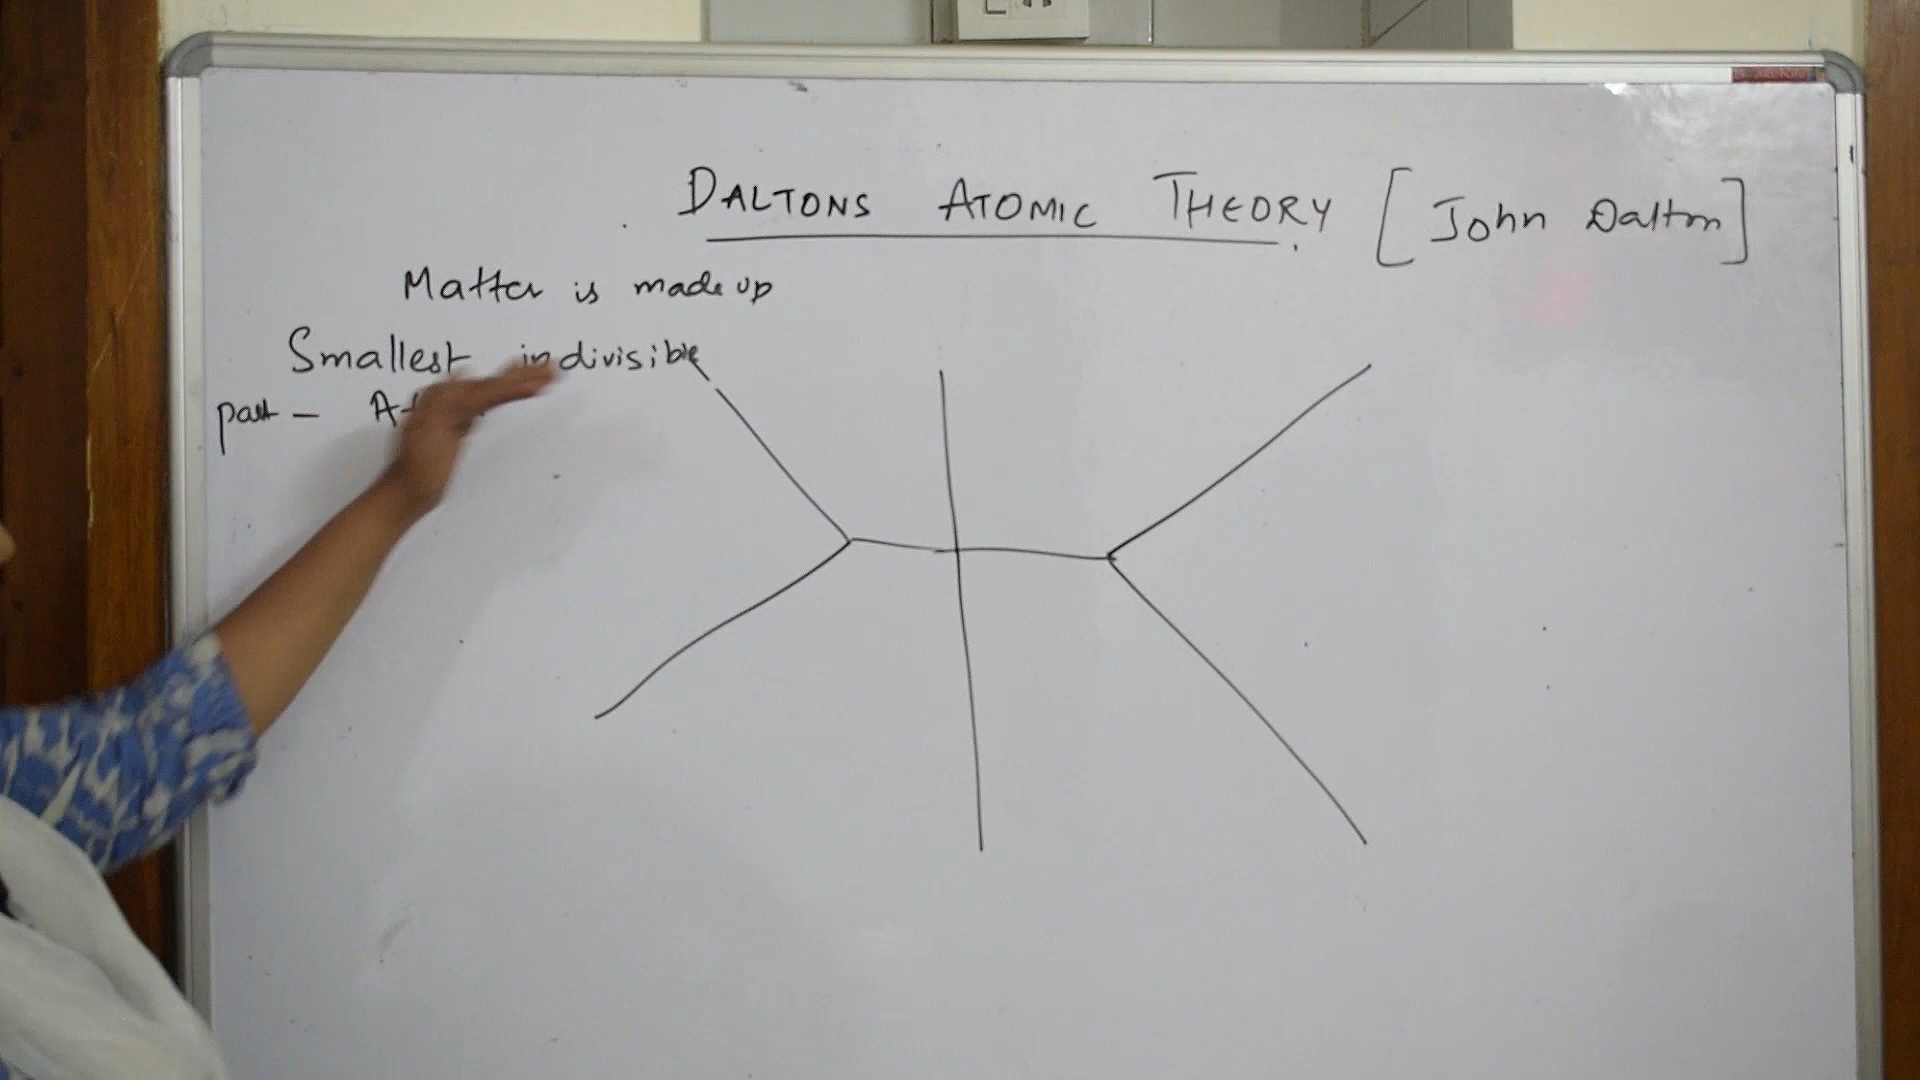 DALTONS ATOMIC THEORY [John Dalton]
Matter is made up
Smallest indivisible
part -